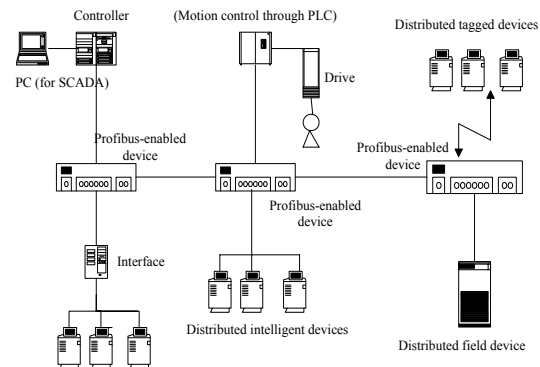 Controller
(Motion control through PLC)
Distributed tagged devices
PC (for SCADA)
Drive
Profibus-enabled
device
Profibus-enabled
device
Profibus-enabled
device
Interface
Distributed intelligent devices
Distributed field device